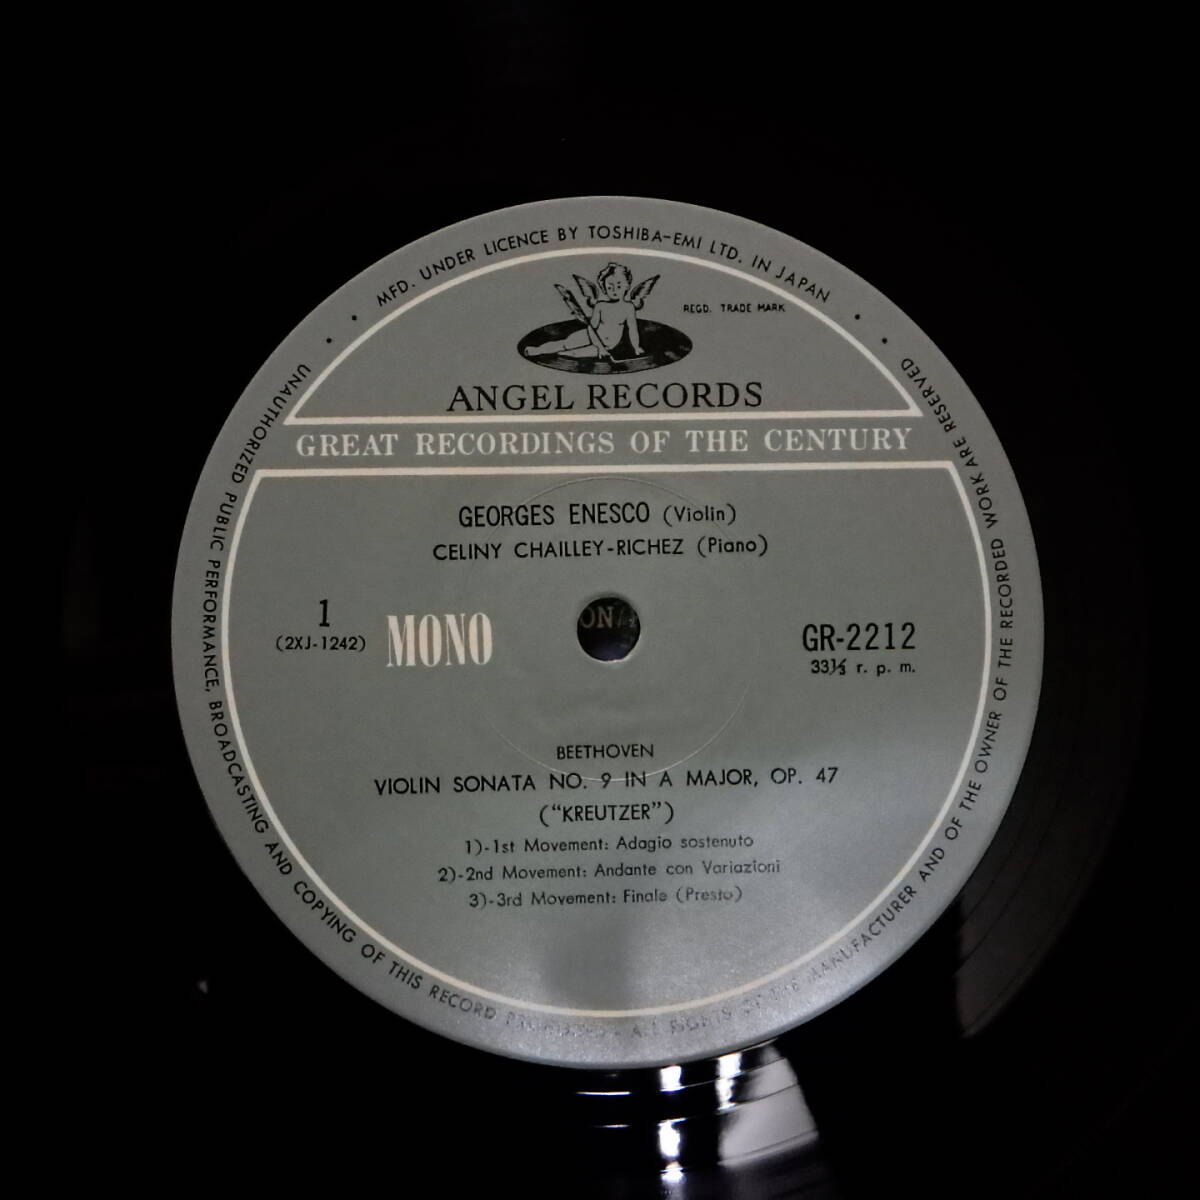 MFD. UNDER LICENCE BY TOSHIBA-EMI LTD. IN JAPAN
REGD. TRADE MARK
ANGEL RECORDS
GREAT RECORDINGS OF THE CENTURY
GEORGES ENESCO (Violin)
CELINY CHAILLEY-RICHEZ (Piano)
1
(2XJ-1242)
MONO
ON
GR-2212
33⅓ r. p. m.
BEETHOVEN
VIOLIN SONATA NO. 9 IN A MAJOR, OP. 47
("KREUTZER")
1)-1st Movement: Adagio sostenuto
2)-2nd Movement: Andante con Variazioni
3)-3rd Movement: Finale (Presto)
UNAUTHORIZED PUBLIC PERFORMANCE, BROADCASTING AND COPYING OF THIS RECORD PROHIBITED - ALL RIGHTS OF THE MANUFACTURER AND OF THE OWNER OF THE RECORDED WORK ARE RESERVED